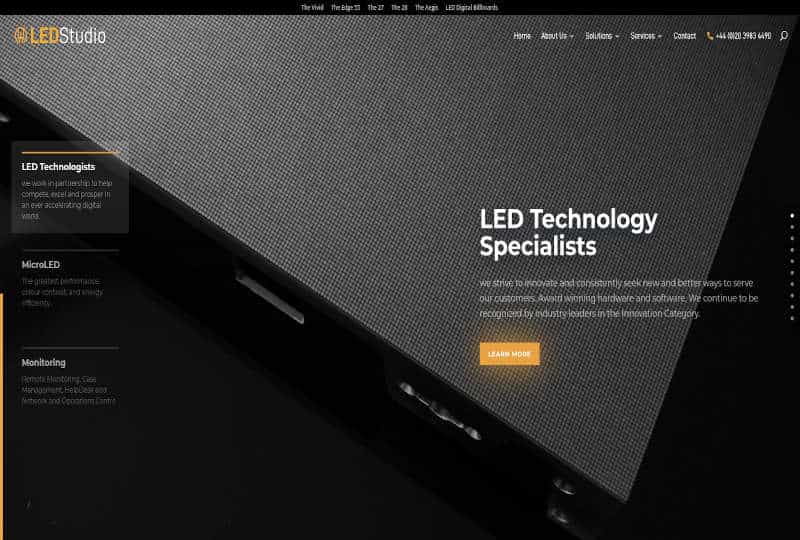 The Vivid The Edge 55 The 27 The 28 The Aegis LED Digital Billboards
LEDStudio
Home About Us Solutions Services Contact +44 (0)20 3983 6490
LED Technologists
we work in partnership to help
compete, excel and prosper in
an ever accelerating digital
world.
MicroLED
The greatest performance,
colour contrast, and energy
efficiency.
Monitoring
Remote Monitoring, Case
Management, HelpDesk and
Network and Operations Centre
LED Technology
Specialists
we strive to innovate and consistently seek new and better ways to serve
our customers. Award winning hardware and software. We continue to be
recognized by industry leaders in the Innovation Category.
LEARN MORE